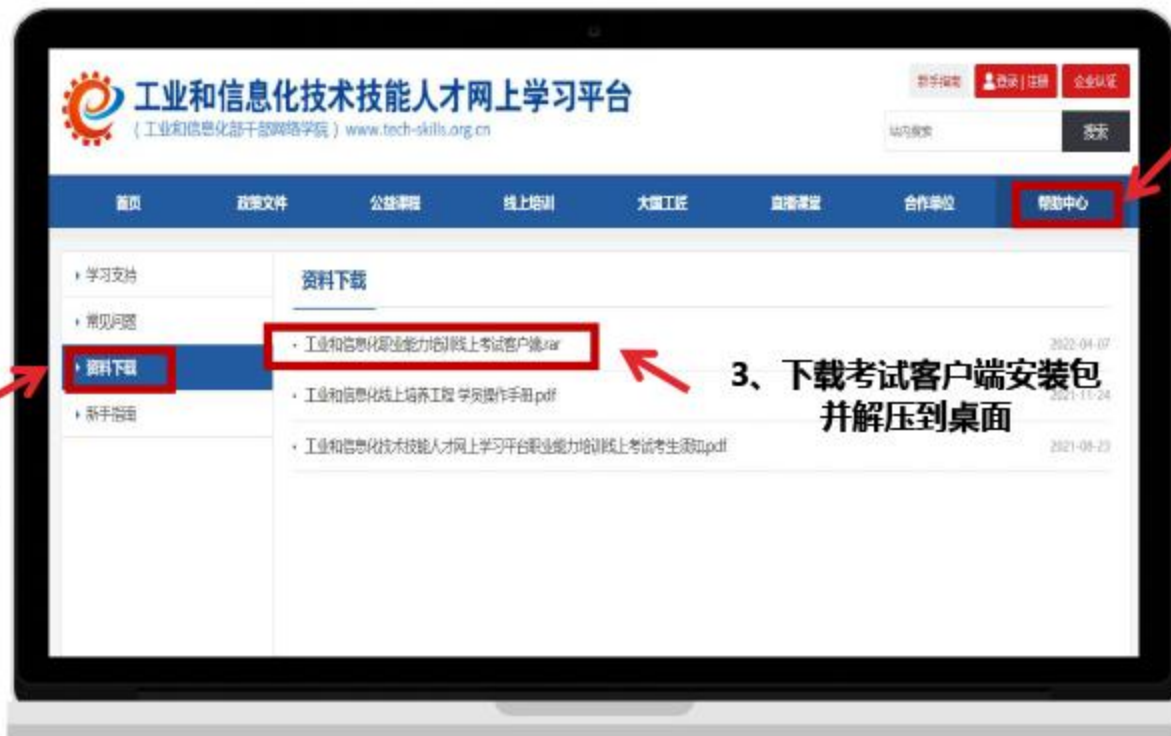 工业和信息化技术技能人才网上学习平台
（工业和信息化部干部网络学院）www.tech-skills.org.cn
新手指南
登录 | 注册
企业认证
站内搜索
搜索
首页
政策文件
公益课程
线上培训
大国工匠
直播课堂
合作单位
帮助中心
学习支持
常见问题
资料下载
新手指南
资料下载
工业和信息化职业能力培训线上考试客户端.rar
2022-04-07
工业和信息化线上培养工程 学员操作手册.pdf
2021-11-24
工业和信息化技术技能人才网上学习平台职业能力培训线上考试考生须知.pdf
2021-08-23
3、下载考试客户端安装包
并解压到桌面